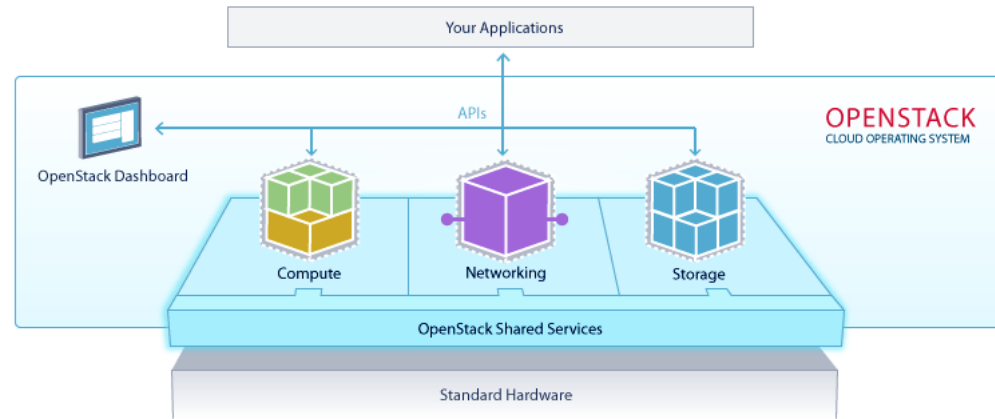 Your Applications
APIs
OPENSTACK
CLOUD OPERATING SYSTEM
OpenStack Dashboard
Compute
Networking
Storage
OpenStack Shared Services
Standard Hardware